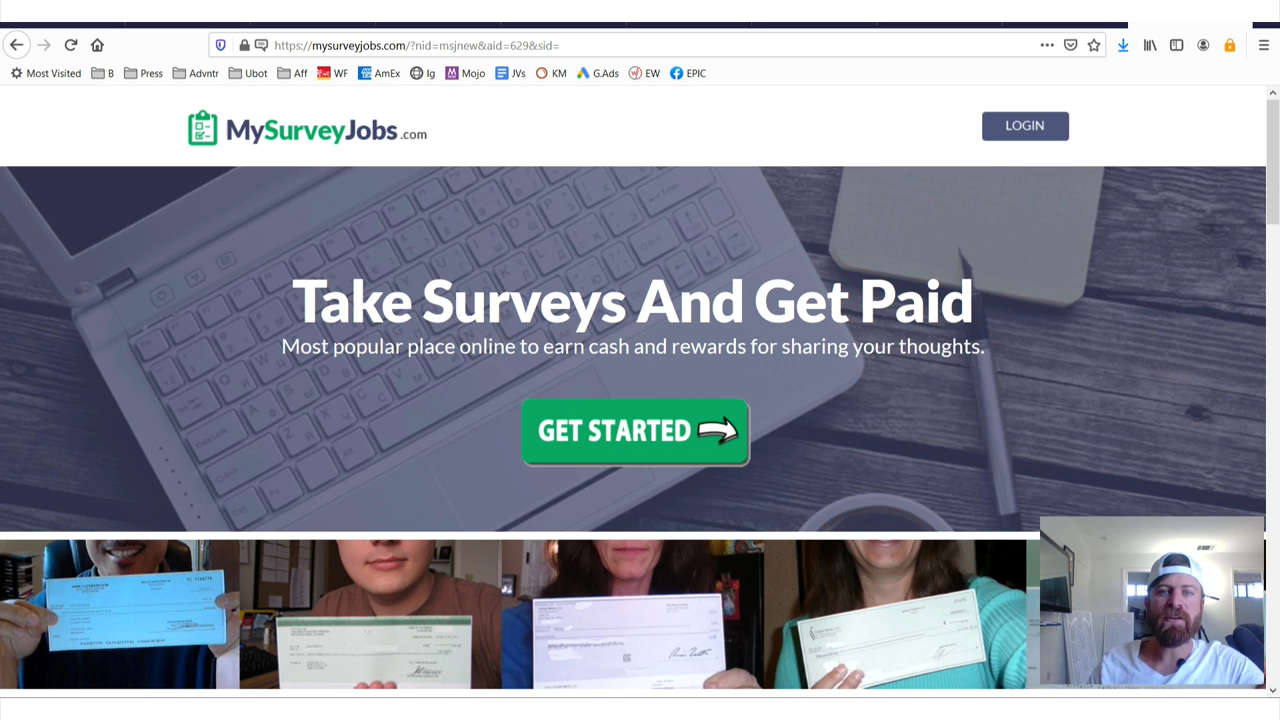 https://mysurveyjobs.com/?nid=msjnew&aid=629&sid=
Most Visited B Press Advntr Ubot Aff WF AmEx Ig Mojo JVs KM G.Ads EW EPIC
MySurveyJobs.com
LOGIN
Take Surveys And Get Paid
Most popular place online to earn cash and rewards for sharing your thoughts.
GET STARTED